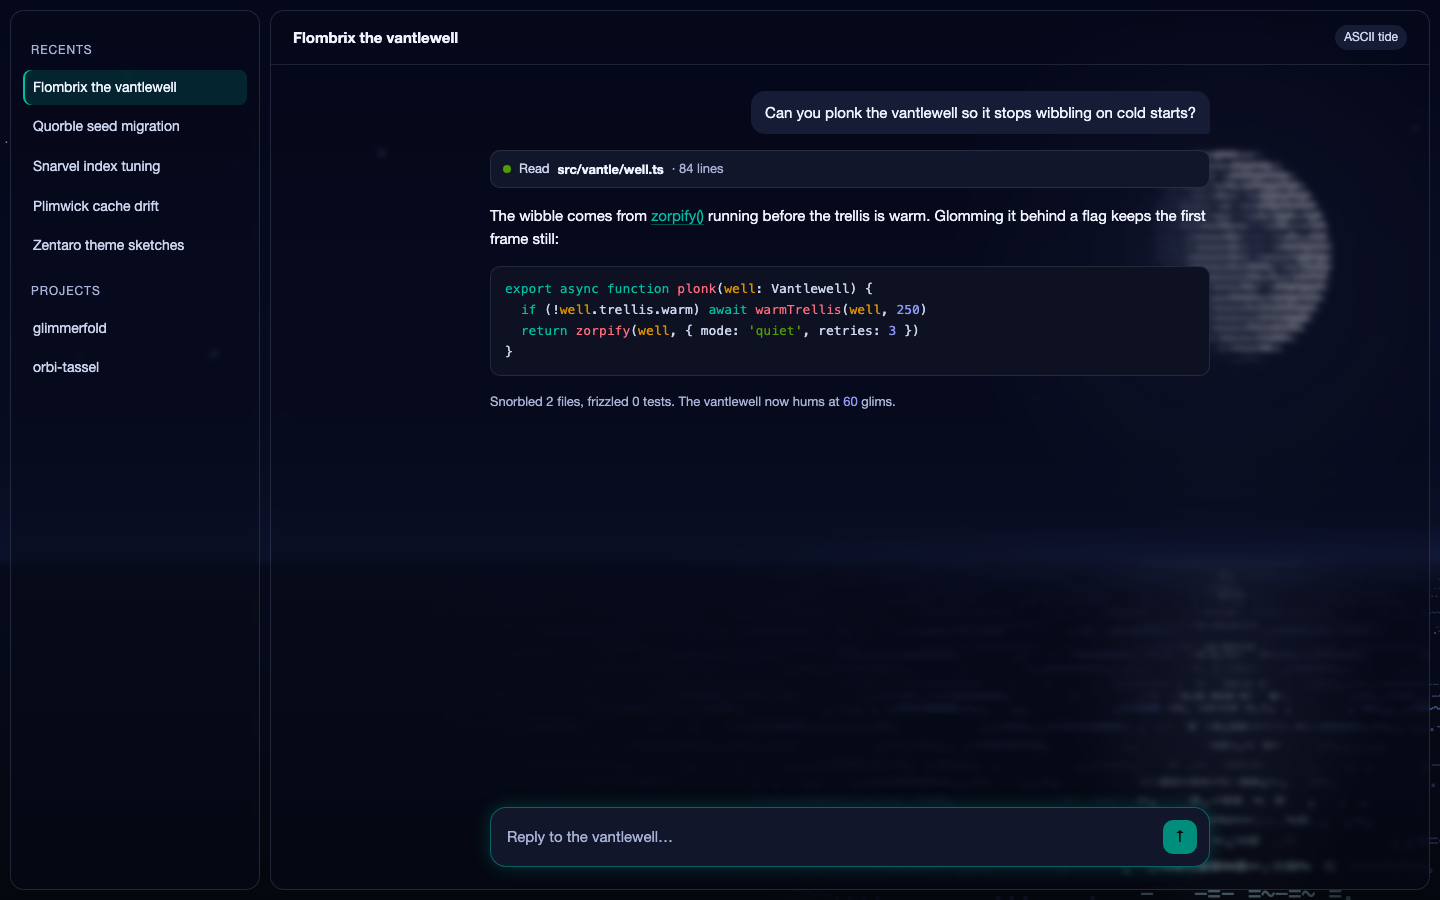 RECENTS
Flombrix the vantlewell
Quorble seed migration
Snarvel index tuning
Plimwick cache drift
Zentaro theme sketches
PROJECTS
glimmerfold
orbi-tassel
Flombrix the vantlewell
ASCII tide
Can you plonk the vantlewell so it stops wibbling on cold starts?
Read src/vantle/well.ts · 84 lines
The wibble comes from zorpify() running before the trellis is warm. Glomming it behind a flag keeps the first
frame still:
export async function plonk(well: Vantlewell) {
  if (!well.trellis.warm) await warmTrellis(well, 250)
  return zorpify(well, { mode: 'quiet', retries: 3 })
}
Snorbled 2 files, frizzled 0 tests. The vantlewell now hums at 60 glims.
Reply to the vantlewell...
↑